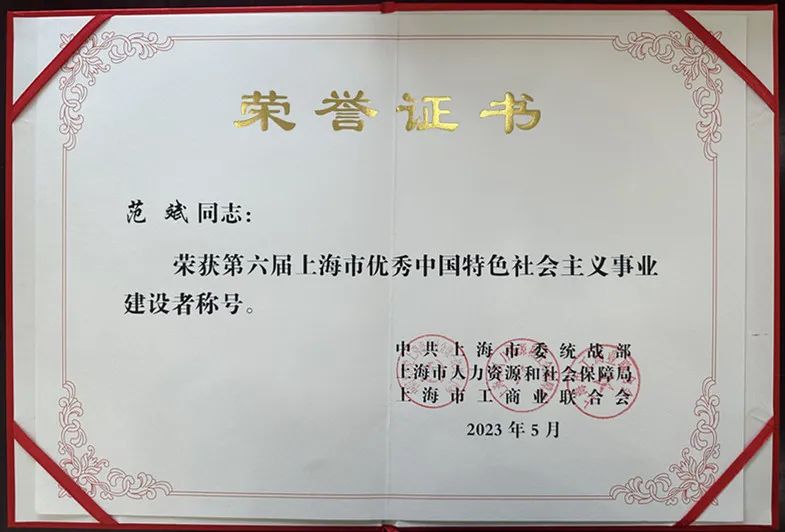 荣誉证书
范斌同志：
荣获第六届上海市优秀中国特色社会主义事业
建设者称号。
中共上海市委统战部
上海市人力资源和社会保障局
上海市工商业联合会
2023年5月